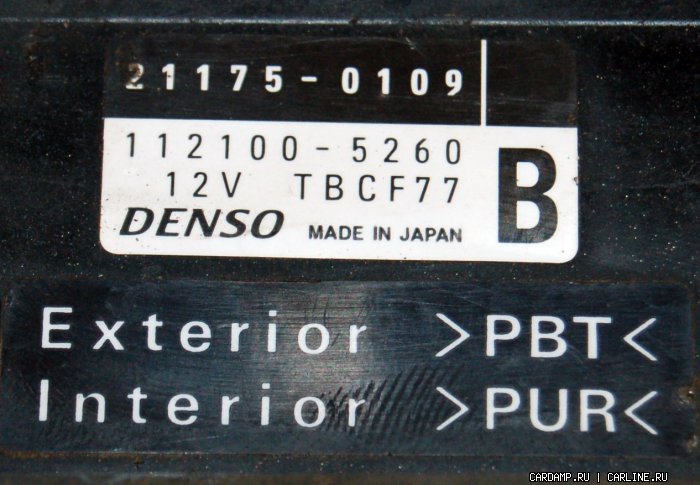 21175-0109
112100-5260
12V TBCF77
B
DENSO MADE IN JAPAN
Exterior >PBT<
Interior >PUR<
CARDAMP.RU | CARLINE.RU